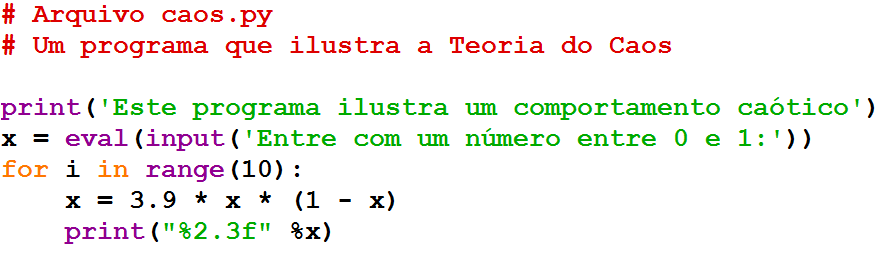 # Arquivo caos.py
# Um programa que ilustra a Teoria do Caos

print('Este programa ilustra um comportamento caótico')
x = eval(input('Entre com um número entre 0 e 1:'))
for i in range(10):
    x = 3.9 * x * (1 - x)
    print("%2.3f" %x)